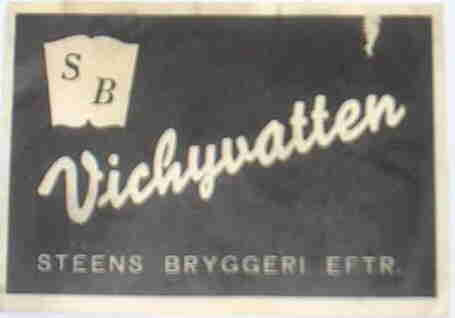 S
B
Vichyvatten
STEENS BRYGGERI EFTR.